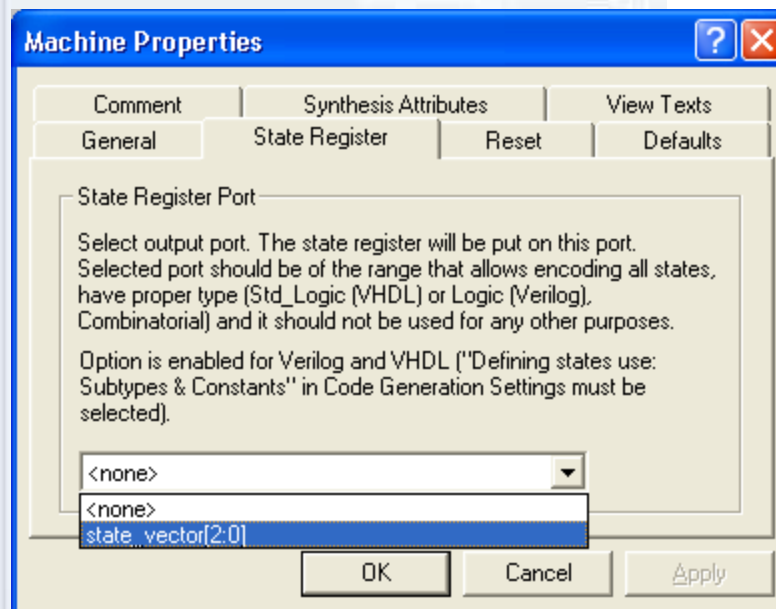 Machine Properties
Comment
Synthesis Attributes
View Texts
General
State Register
Reset
Defaults
State Register Port
Select output port. The state register will be put on this port.
Selected port should be of the range that allows encoding all states,
have proper type (Std_Logic (VHDL) or Logic (Verilog),
Combinatorial) and it should not be used for any other purposes.
Option is enabled for Verilog and VHDL ("Defining states use:
Subtypes & Constants" in Code Generation Settings must be
selected).
<none>
<none>
state_vector[2:0]
OK
Cancel
Apply